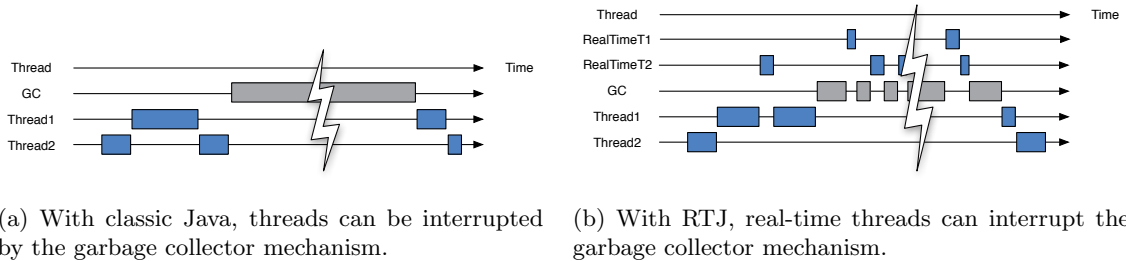 Thread
Time
GC
Thread1
Thread2
(a) With classic Java, threads can be interrupted
by the garbage collector mechanism.
Thread
Time
RealTimeT1
RealTimeT2
GC
Thread1
Thread2
(b) With RTJ, real-time threads can interrupt the
garbage collector mechanism.